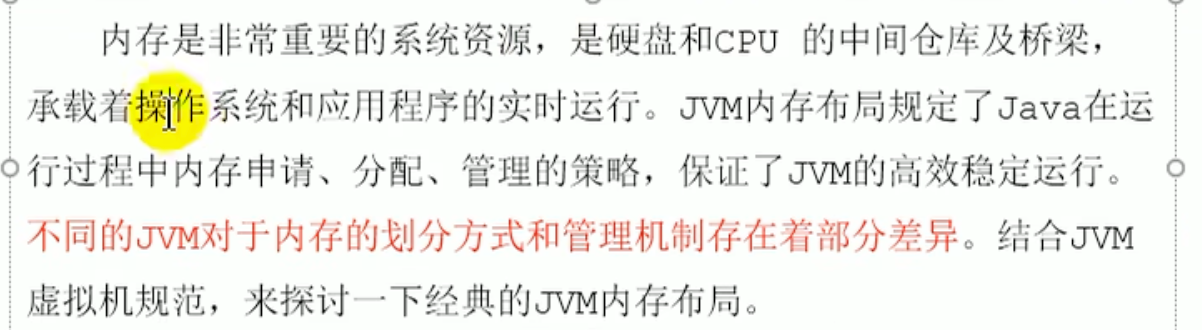 内存是非常重要的系统资源，是硬盘和CPU 的中间仓库及桥梁，
承载着操作系统和应用程序的实时运行。JVM内存布局规定了Java在运
行过程中内存申请、分配、管理的策略，保证了JVM的高效稳定运行。
不同的JVM对于内存的划分方式和管理机制存在着部分差异。结合JVM
虚拟机规范，来探讨一下经典的JVM内存布局。